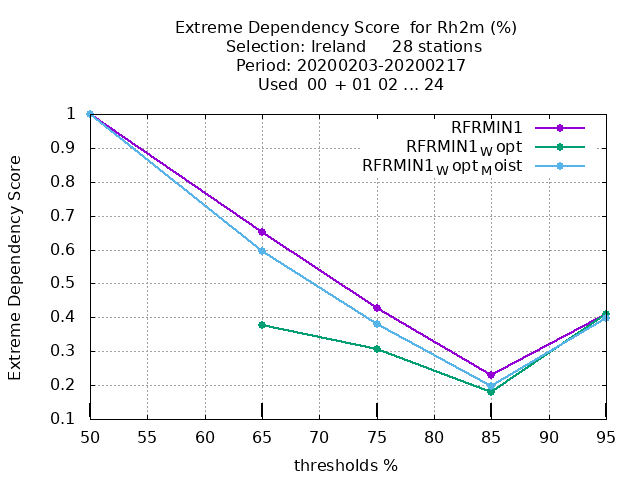 Extreme Dependency Score  for Rh2m (%)
Selection: Ireland     28 stations
Period: 20200203-20200217
Used  00  + 01 02 ... 24
Extreme Dependency Score
1
0.9
0.8
0.7
0.6
0.5
0.4
0.3
0.2
0.1
RFRMIN1
RFRMIN1Wopt
RFRMIN1WoptMoist
50 55 60 65 70 75 80 85 90 95
thresholds %